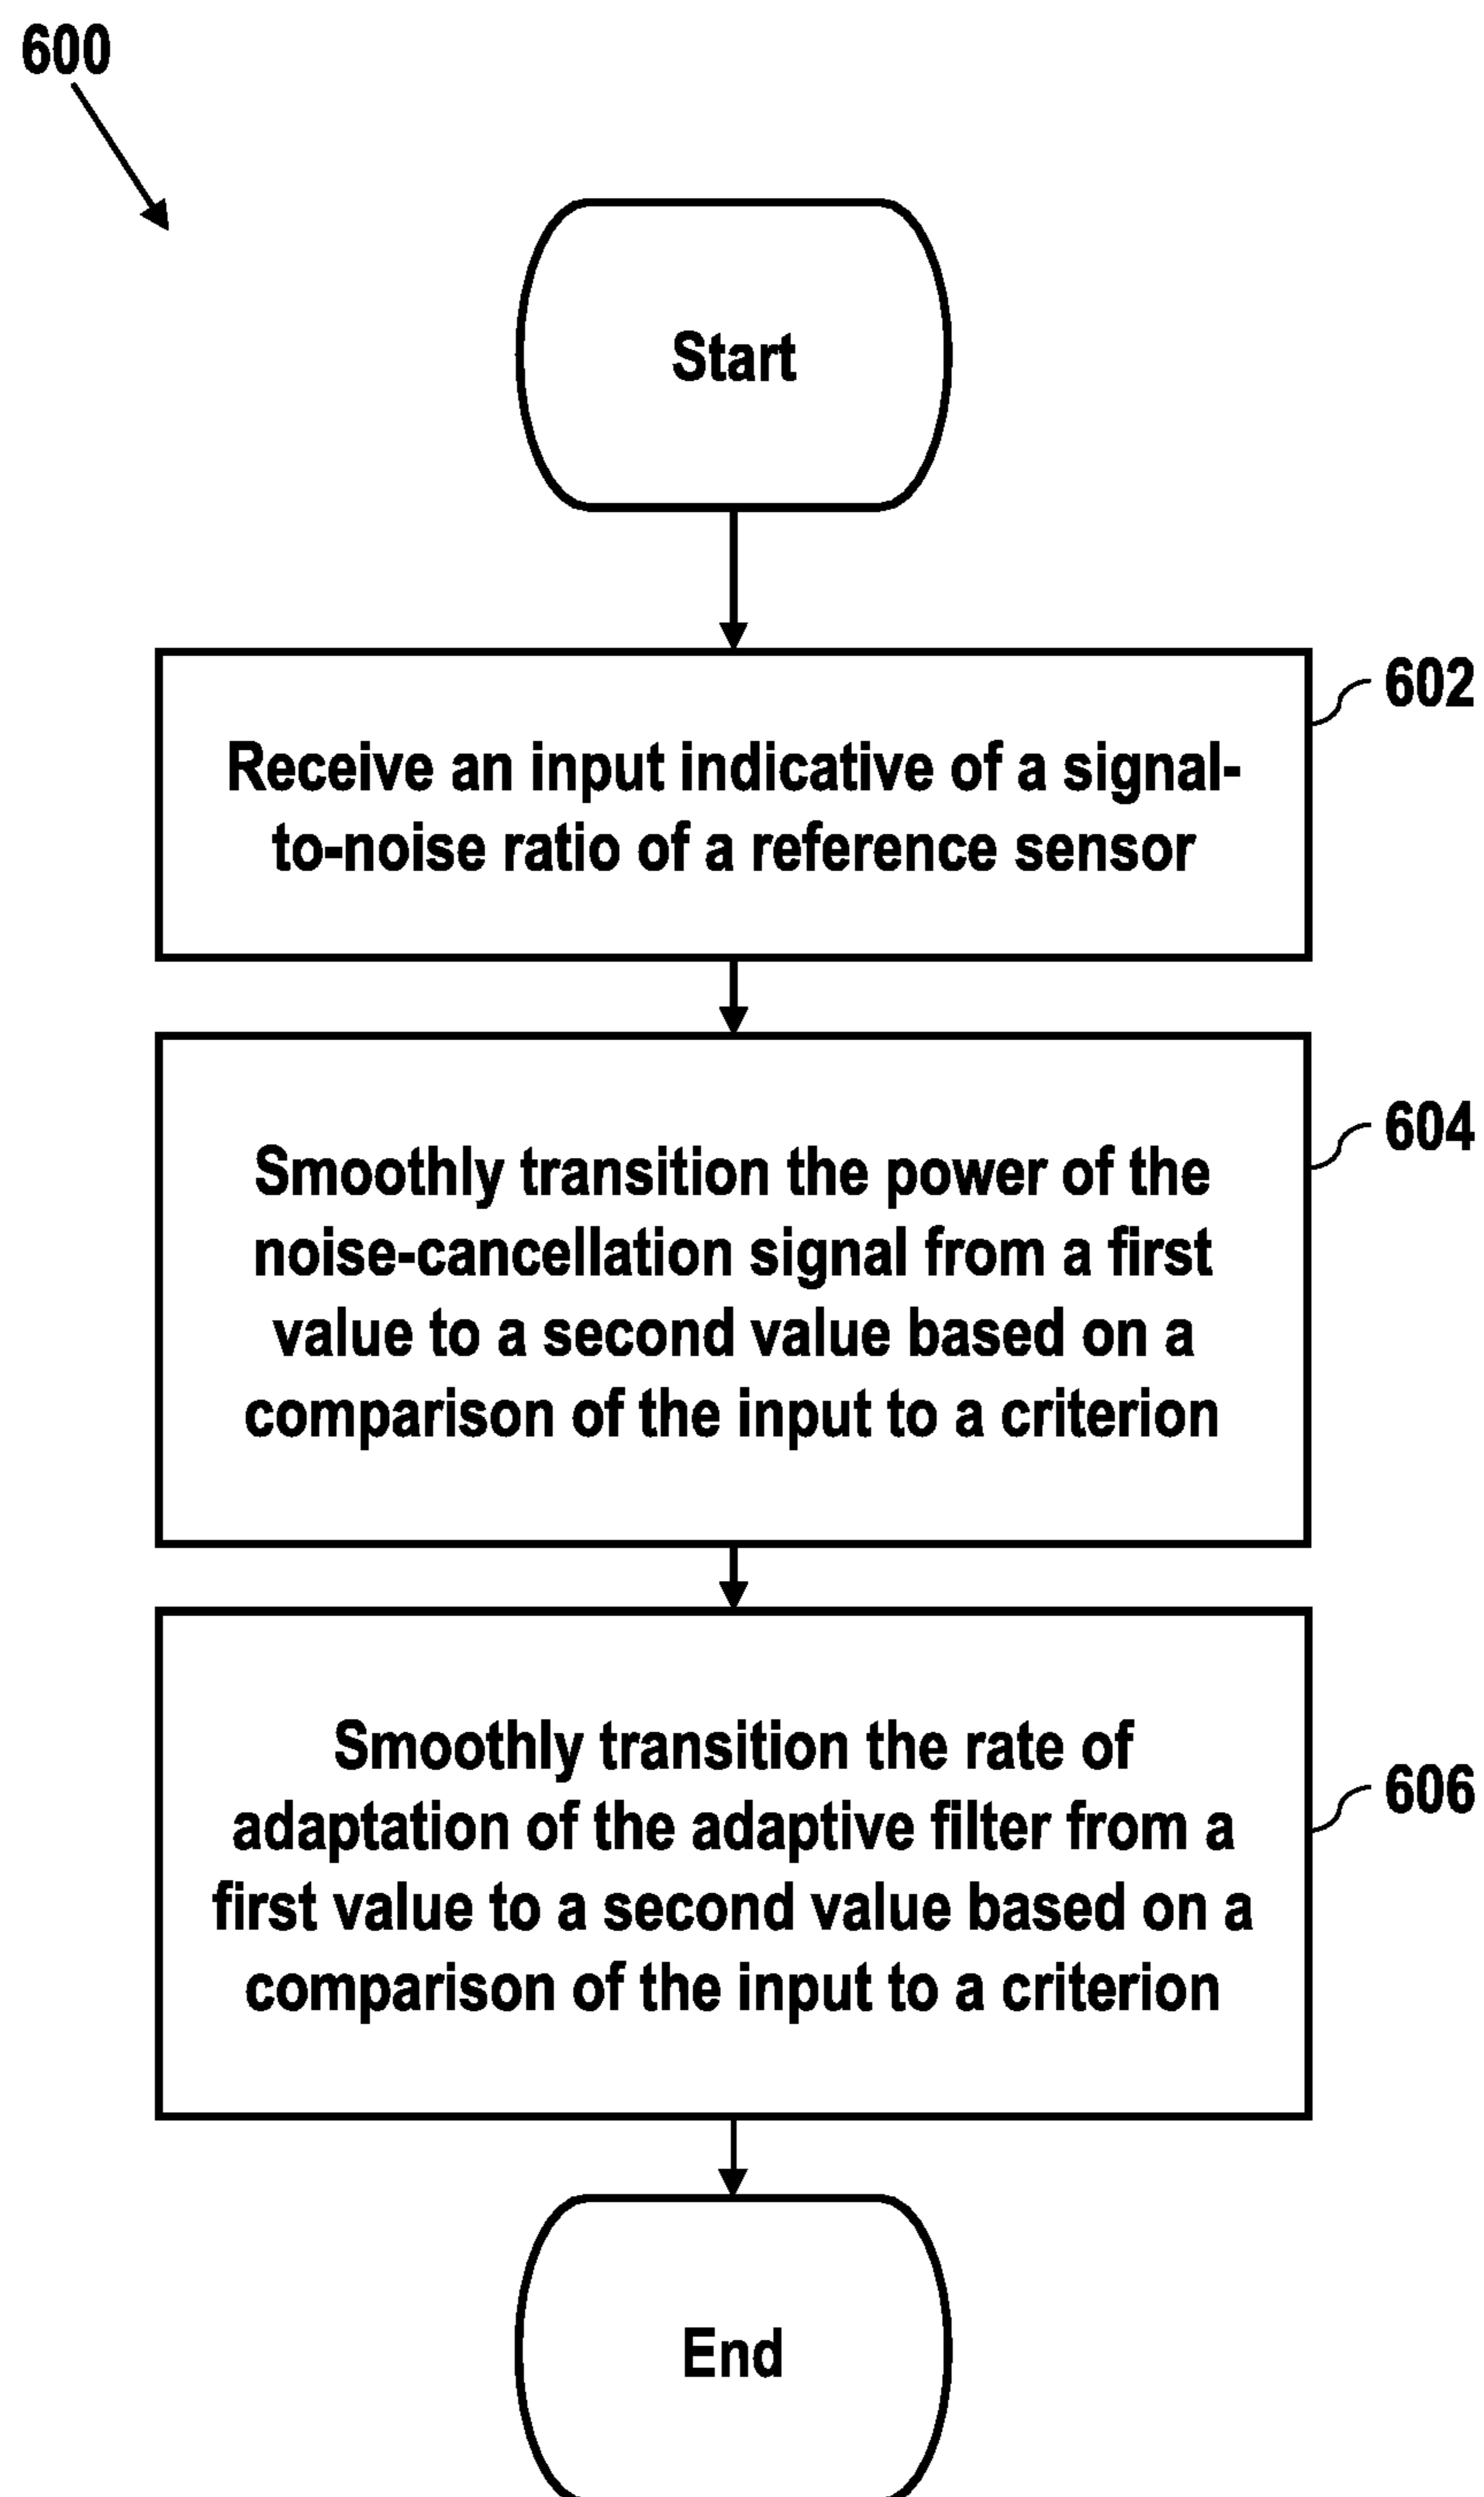 600
Start
602
Receive an input indicative of a signal-
to-noise ratio of a reference sensor
604
Smoothly transition the power of the
noise-cancellation signal from a first
value to a second value based on a
comparison of the input to a criterion
606
Smoothly transition the rate of
adaptation of the adaptive filter from a
first value to a second value based on a
comparison of the input to a criterion
End